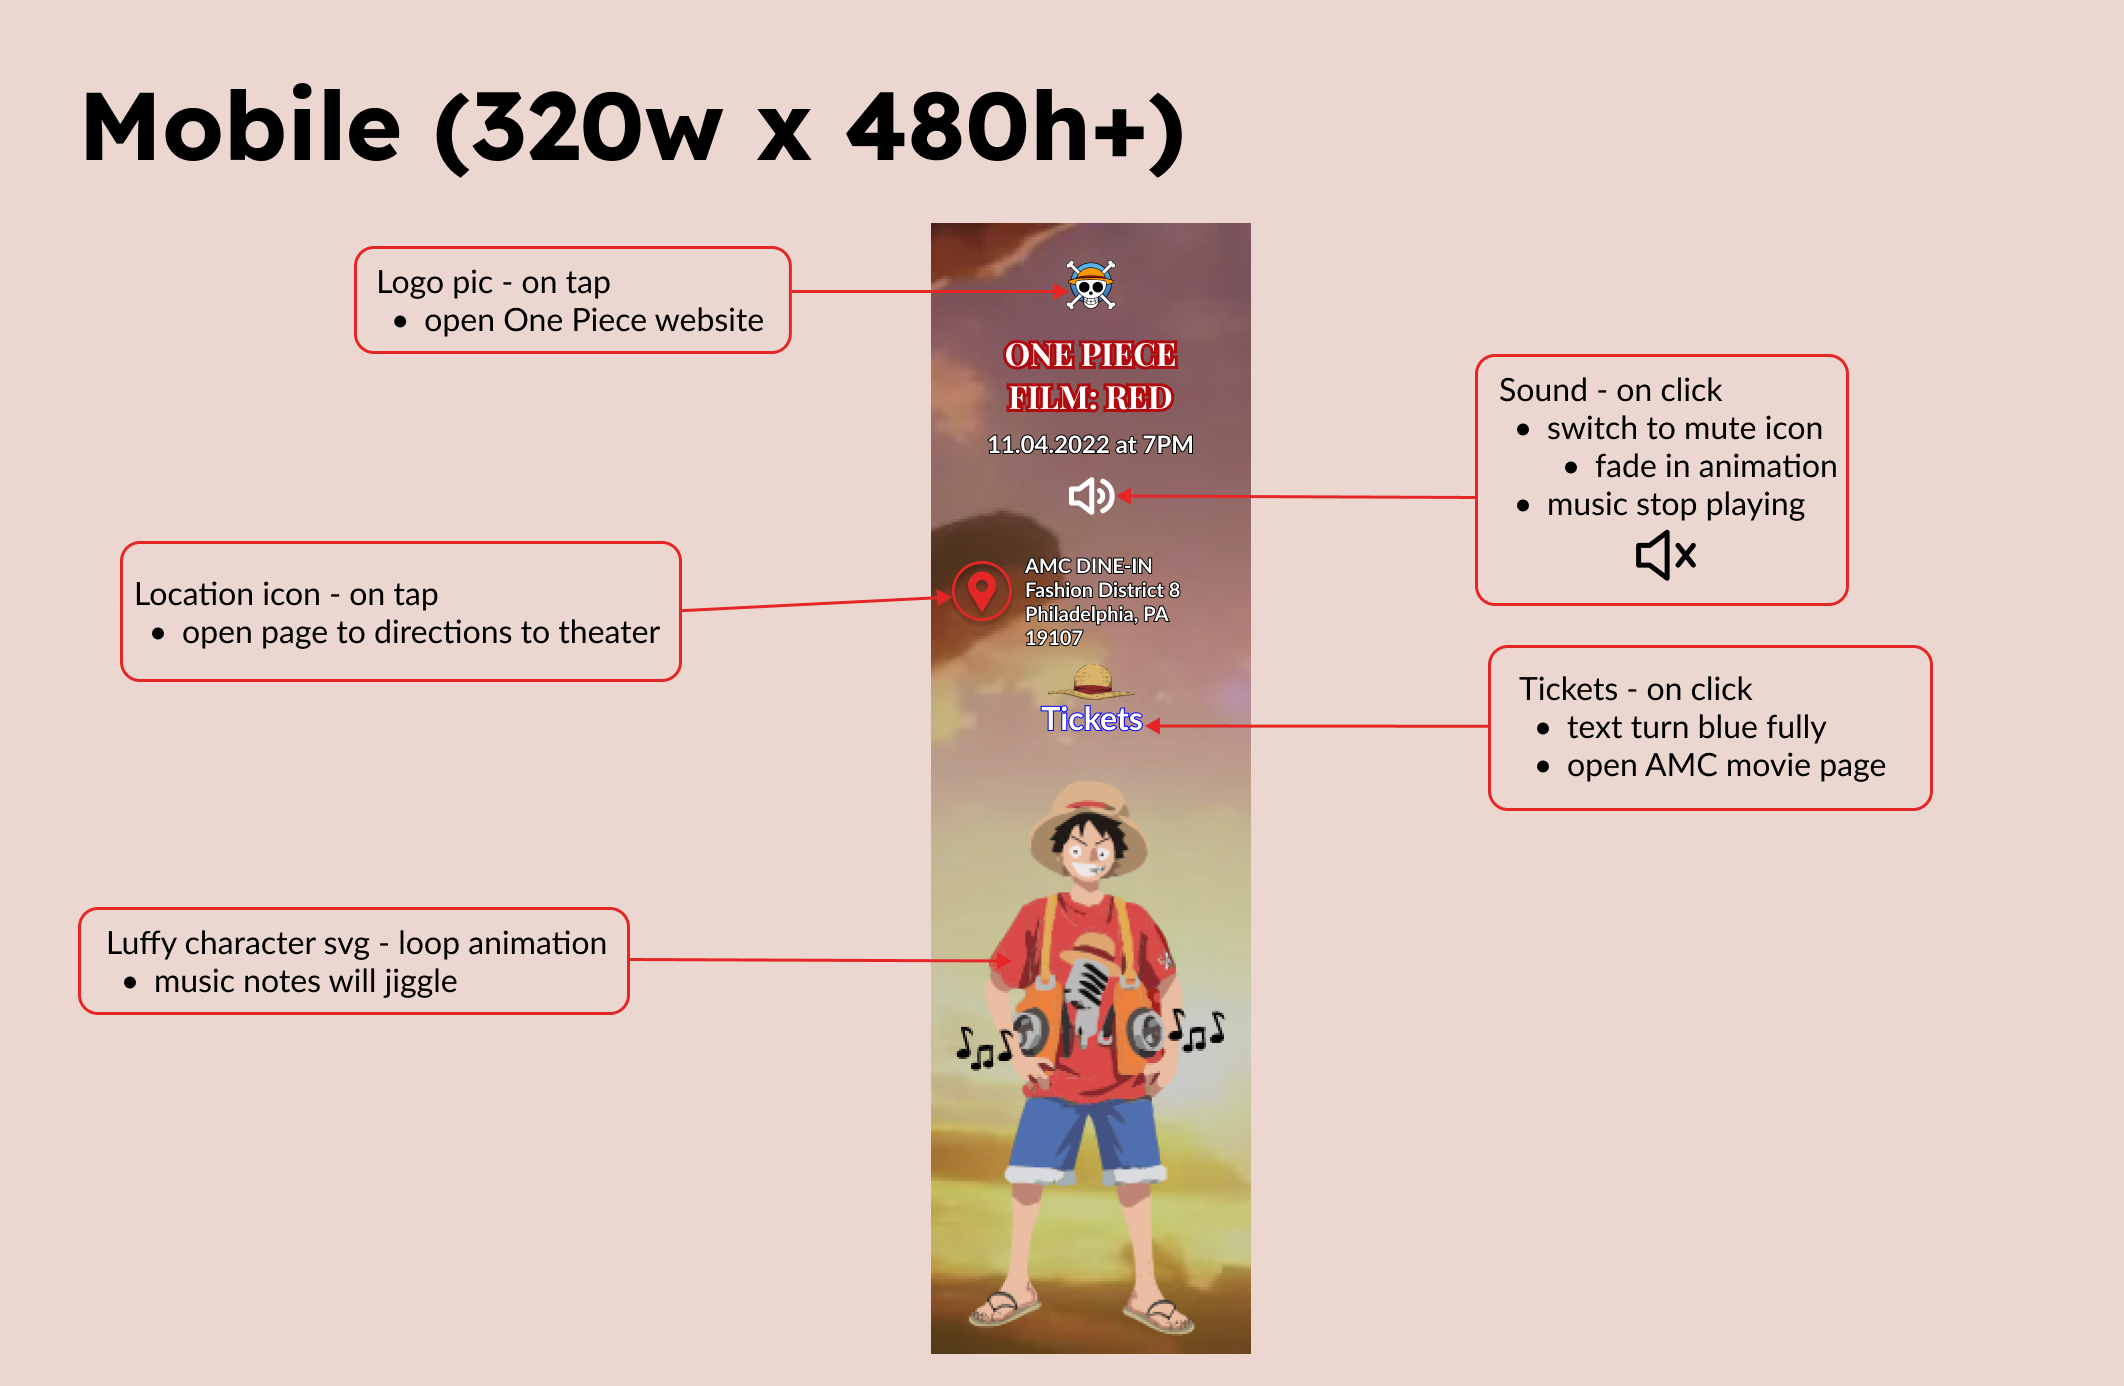 Mobile (320w x 480h+)
Logo pic - on tap
• open One Piece website
ONE PIECE
FILM: RED
11.04.2022 at 7PM
Sound - on click
• switch to mute icon
• fade in animation
• music stop playing
Location icon - on tap
• open page to directions to theater
AMC DINE-IN
Fashion District 8
Philadelphia, PA
19107
Tickets
Tickets - on click
• text turn blue fully
• open AMC movie page
Luffy character svg - loop animation
• music notes will jiggle